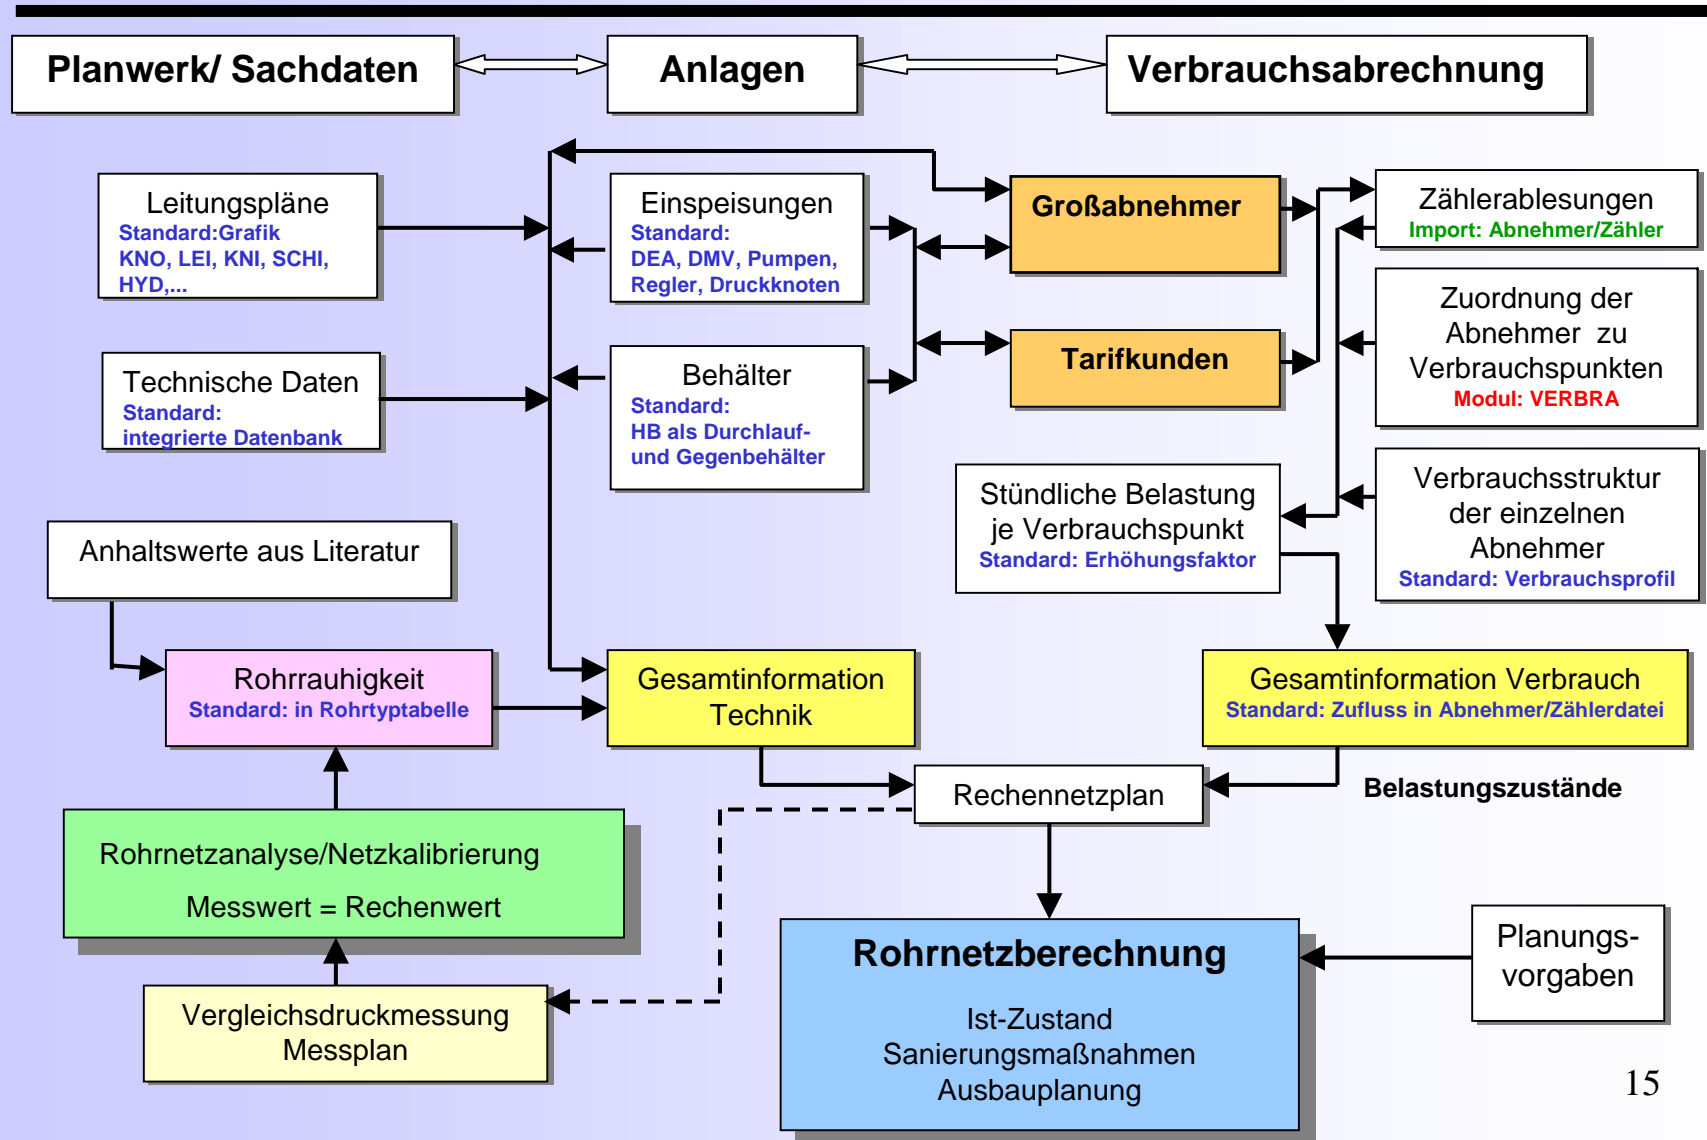 Planwerk/ Sachdaten
Anlagen
Verbrauchsabrechnung
Leitungspläne
Standard:Grafik
KNO, LEI, KNI, SCHI,
HYD,...
Einspeisungen
Standard:
DEA, DMV, Pumpen,
Regler, Druckknoten
Großabnehmer
Zählerablesungen
Import: Abnehmer/Zähler
Technische Daten
Standard:
integrierte Datenbank
Behälter
Standard:
HB als Durchlauf-
und Gegenbehälter
Tarifkunden
Zuordnung der
Abnehmer zu
Verbrauchspunkten
Modul: VERBRA
Anhaltswerte aus Literatur
Stündliche Belastung
je Verbrauchspunkt
Standard: Erhöhungsfaktor
Verbrauchsstruktur
der einzelnen
Abnehmer
Standard: Verbrauchsprofil
Rohrrauhigkeit
Standard: in Rohrtyptabelle
Gesamtinformation
Technik
Gesamtinformation Verbrauch
Standard: Zufluss in Abnehmer/Zählerdatei
Rechennetzplan
Belastungszustände
Rohrnetzanalyse/Netzkalibrierung
Messwert = Rechenwert
Vergleichsdruckmessung
Messplan
Rohrnetzberechnung
Ist-Zustand
Sanierungsmaßnahmen
Ausbauplanung
Planungs-
vorgaben
15